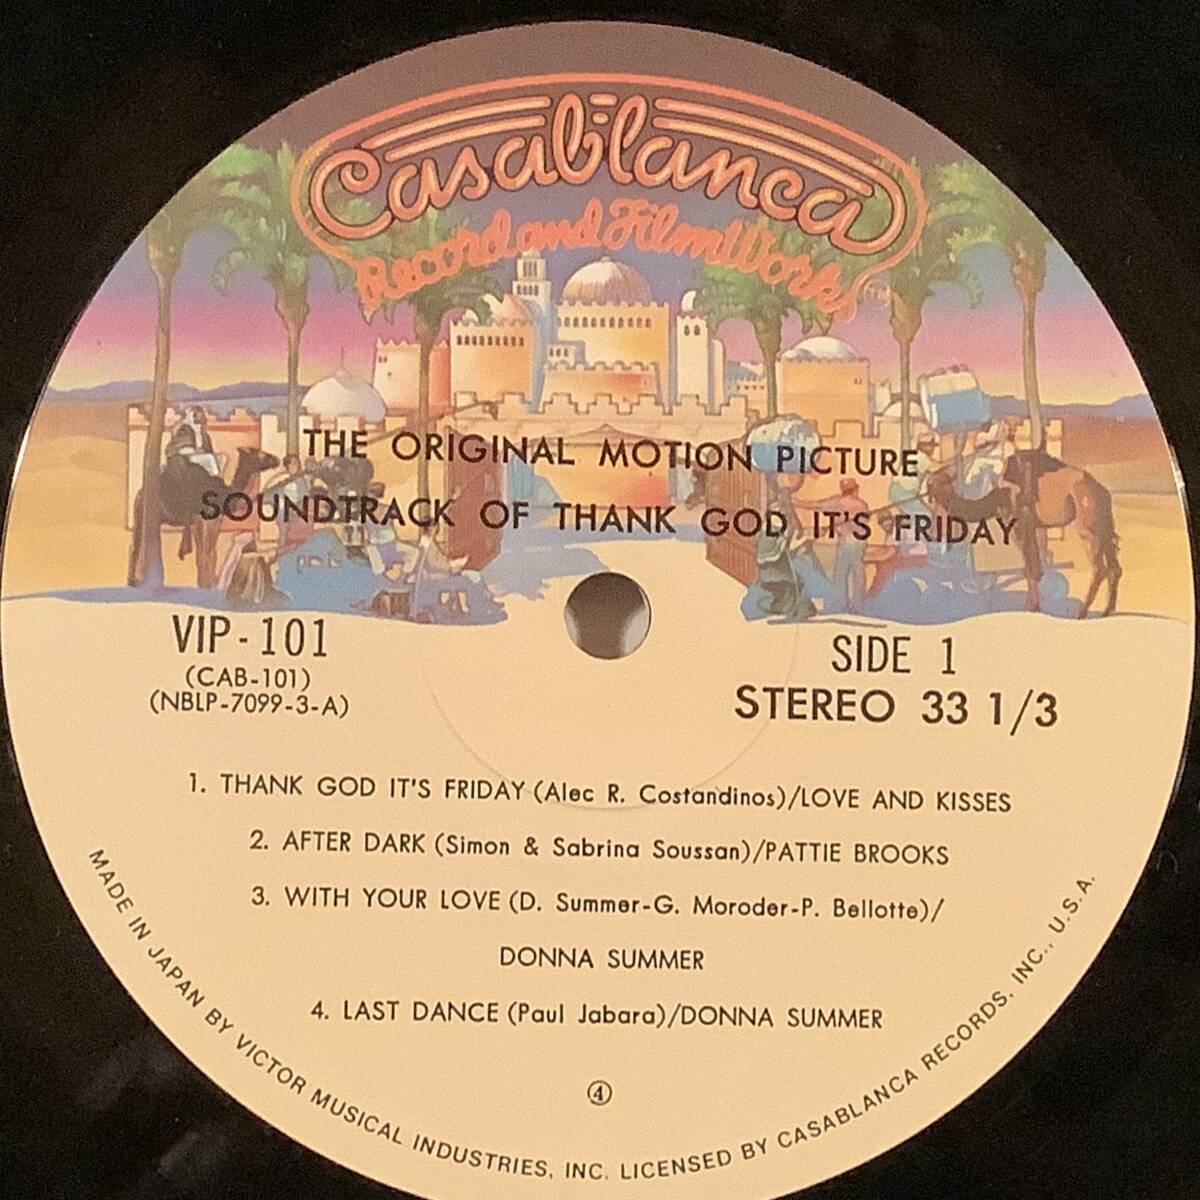 Casablanca
Record and FilmWorks
THE ORIGINAL MOTION PICTURE
SOUNDTRACK OF THANK GOD IT'S FRIDAY
VIP-101
(CAB-101)
(NBLP-7099-3-A)
SIDE 1
STEREO 33 1/3
1. THANK GOD IT'S FRIDAY (Alec R. Costandinos)/LOVE AND KISSES
2. AFTER DARK (Simon & Sabrina Soussan)/PATTIE BROOKS
3. WITH YOUR LOVE (D. Summer-G. Moroder-P. Bellotte)/
DONNA SUMMER
4. LAST DANCE (Paul Jabara)/DONNA SUMMER
④
MADE IN JAPAN BY VICTOR MUSICAL INDUSTRIES, INC. LICENSED BY CASABLANCA RECORDS, INC., U.S.A.